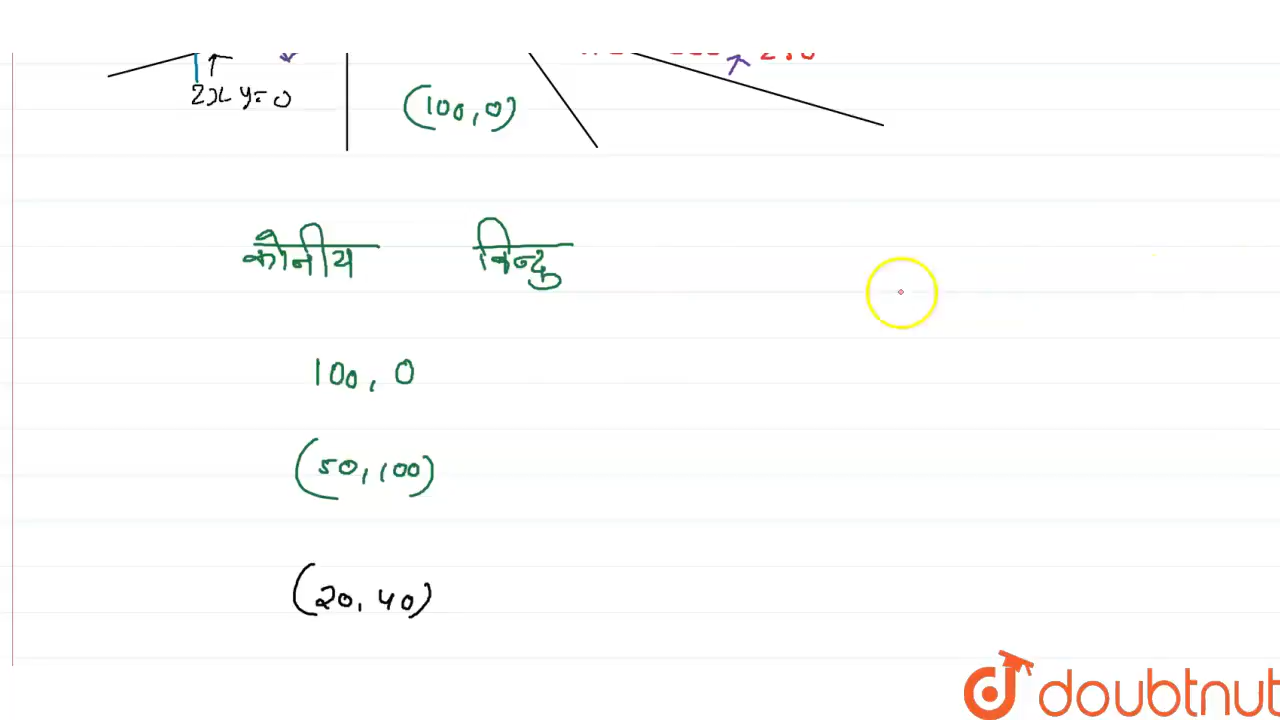 2x y=0
(100,0)
कोनीय बिन्दु
100, 0
(50,100)
(20,40)
doubtnut